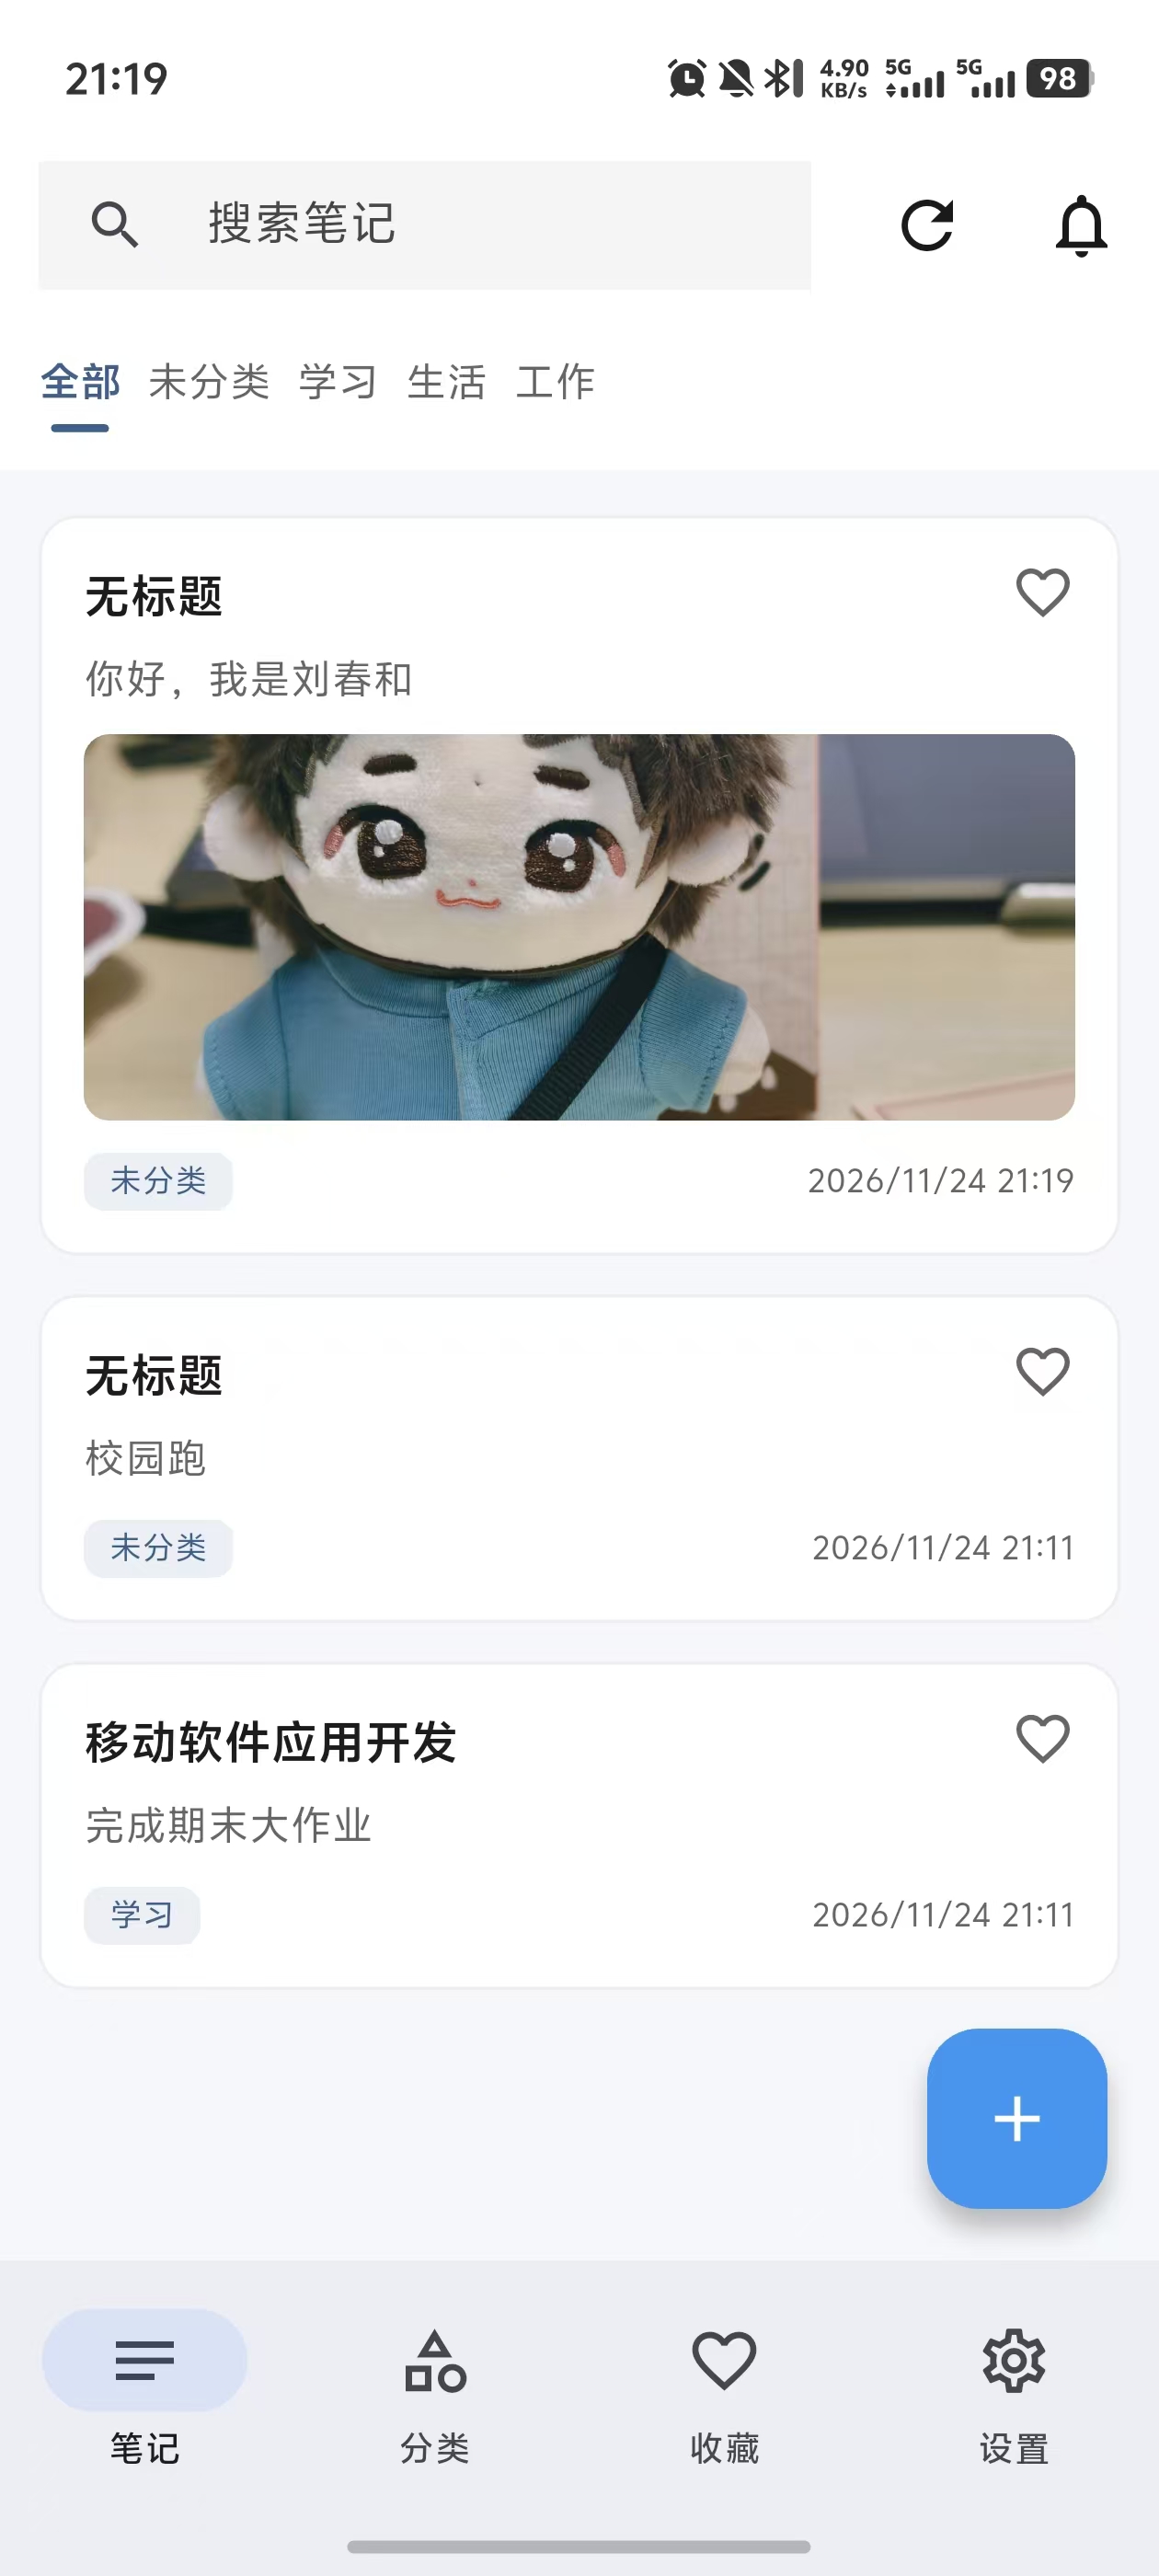 21:19
4.90 KB/s 5G 5G 98
搜索笔记
全部 未分类 学习 生活 工作
无标题
你好，我是刘春和
未分类 2026/11/24 21:19
无标题
校园跑
未分类 2026/11/24 21:11
移动软件应用开发
完成期末大作业
学习 2026/11/24 21:11
笔记 分类 收藏 设置